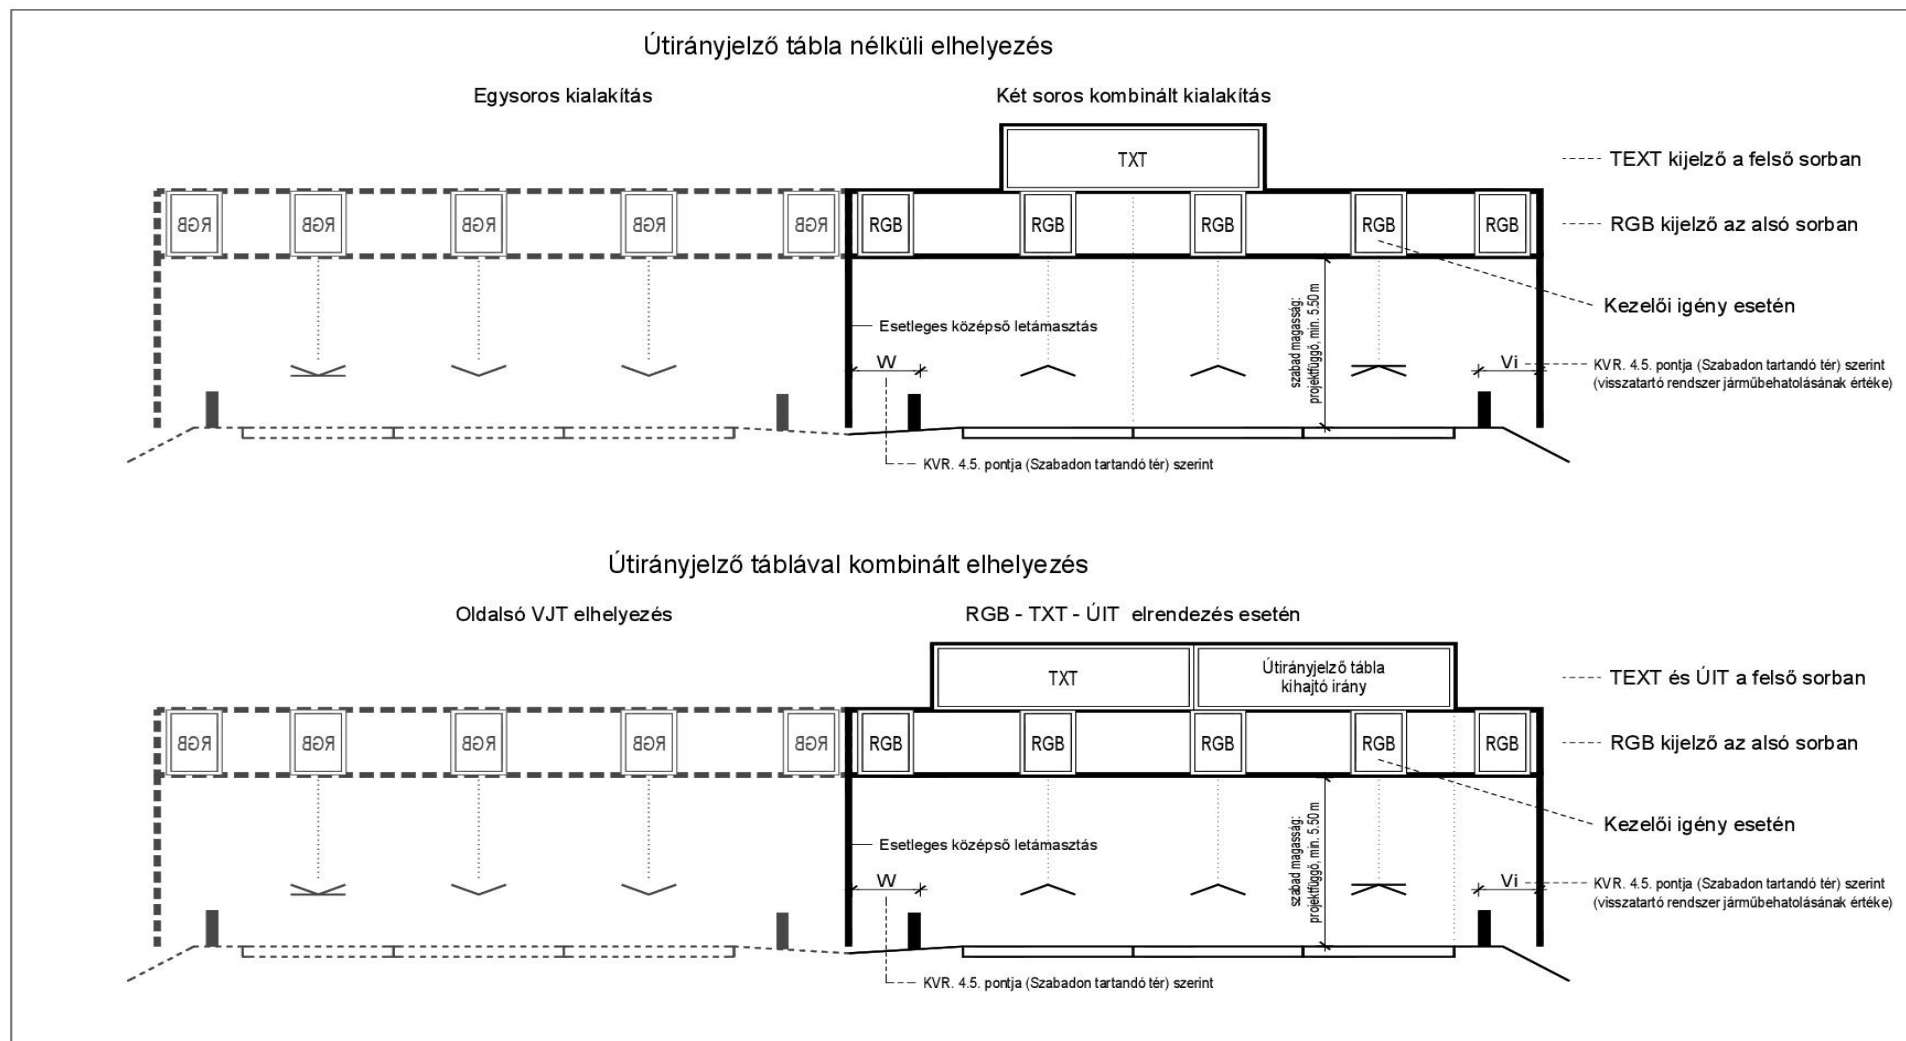 Útirányjelző tábla nélküli elhelyezés
Egysoros kialakítás
Két soros kombinált kialakítás
TXT
TEXT kijelző a felső sorban
RGB RGB RGB RGB RGB RGB RGB RGB RGB RGB
RGB kijelző az alsó sorban
Kezelői igény esetén
Esetleges középső letámasztás
szabad magasság:
projektfüggő, min. 5.50 m
W
Vi
KVR. 4.5. pontja (Szabadon tartandó tér) szerint
(visszatartó rendszer járműbehatolásának értéke)
KVR. 4.5. pontja (Szabadon tartandó tér) szerint
Útirányjelző táblával kombinált elhelyezés
Oldalsó VJT elhelyezés
RGB - TXT - ÚIT elrendezés esetén
TXT
Útirányjelző tábla
kihajtó irány
TEXT és ÚIT a felső sorban
RGB RGB RGB RGB RGB RGB RGB RGB RGB RGB
RGB kijelző az alsó sorban
Kezelői igény esetén
Esetleges középső letámasztás
szabad magasság:
projektfüggő, min. 5.50 m
W
Vi
KVR. 4.5. pontja (Szabadon tartandó tér) szerint
(visszatartó rendszer járműbehatolásának értéke)
KVR. 4.5. pontja (Szabadon tartandó tér) szerint